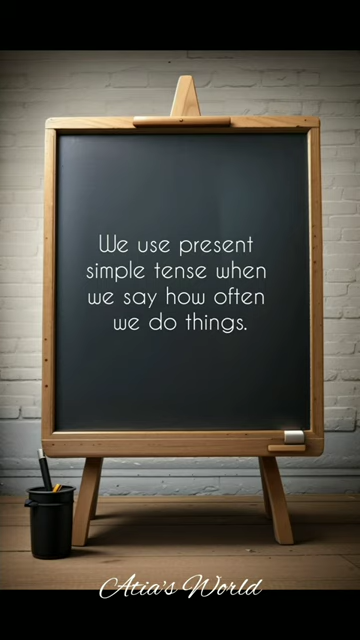 We use present
simple tense when
we say how often
we do things.
Atia's World